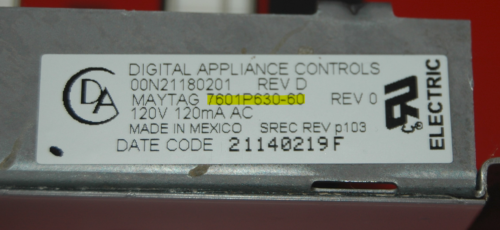 DIGITAL APPLIANCE CONTROLS
00N21180201 REV D
MAYTAG 7601P630-60 REV 0
120V 120mA AC
MADE IN MEXICO SREC REV p103
DATE CODE 21140219F
CDA
ELECTRIC